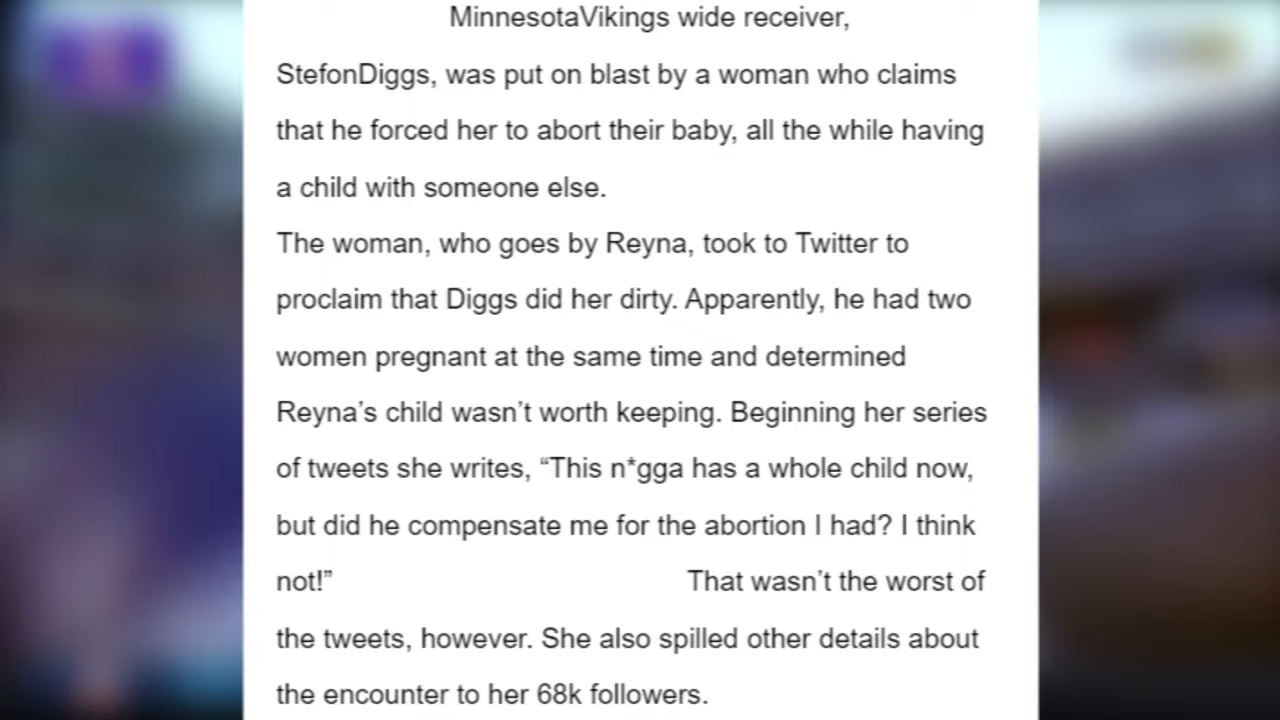 MinnesotaVikings wide receiver,
StefonDiggs, was put on blast by a woman who claims
that he forced her to abort their baby, all the while having
a child with someone else.
The woman, who goes by Reyna, took to Twitter to
proclaim that Diggs did her dirty. Apparently, he had two
women pregnant at the same time and determined
Reyna’s child wasn’t worth keeping. Beginning her series
of tweets she writes, “This n*gga has a whole child now,
but did he compensate me for the abortion I had? I think
not!” That wasn’t the worst of
the tweets, however. She also spilled other details about
the encounter to her 68k followers.